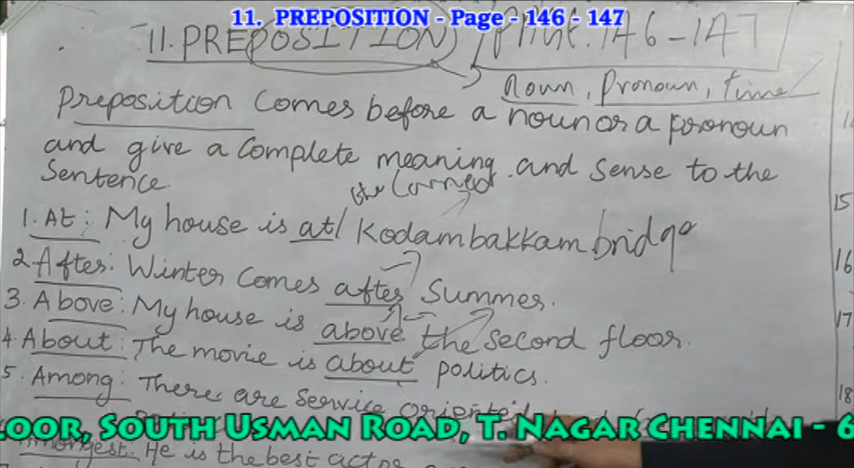 11. PREPOSITION - Page - 146 - 147
11. PREPOSITION Print. 146-147
noun, Pronoun, time
Preposition Comes before a noun or a pronoun
and give a Complete meaning and sense to the
Sentence.
1. At: My house is at Kodambakkam bridge
2 After: Winter Comes after Summer.
3. Above: My house is above the second floor.
4. About: The movie is about politics.
5. Among: There are service oriented
LOOR, SOUTH USMAN ROAD, T. NAGAR CHENNAI - 6
Amongest: He is the best actor
15
16
17
18